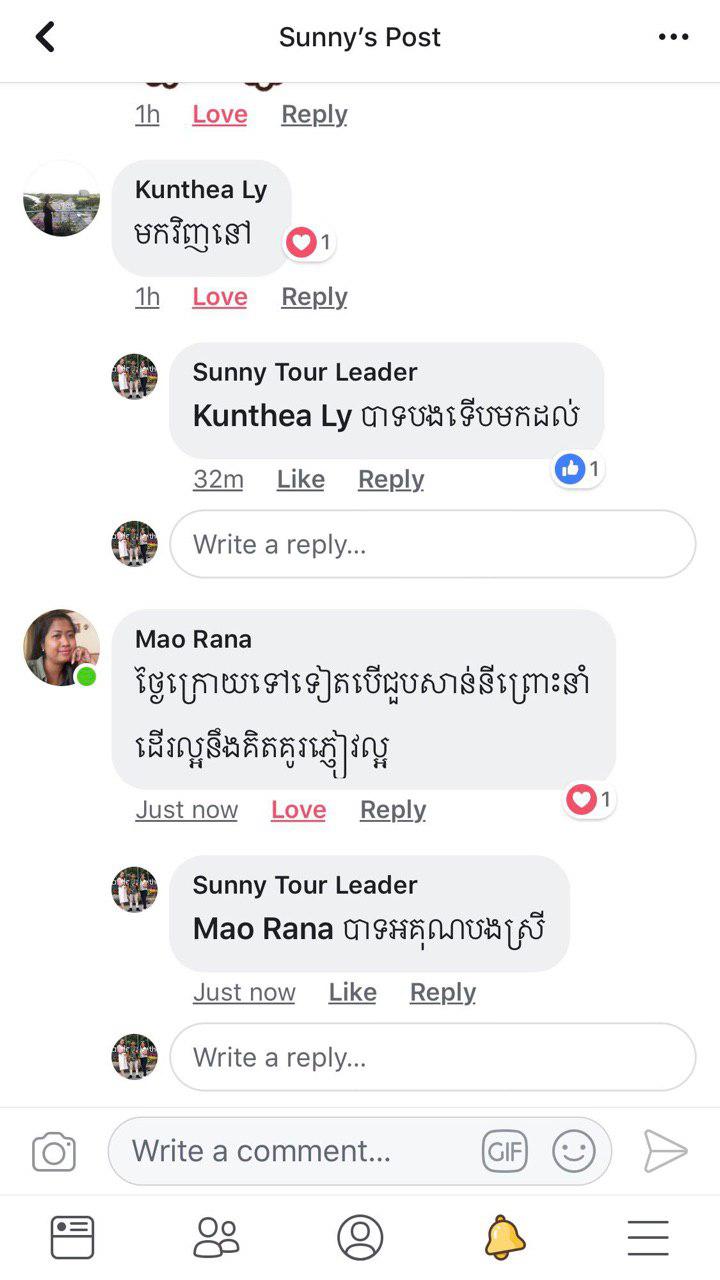 Sunny's Post
1h Love Reply
Kunthea Ly
មកវិញនៅ
1
1h Love Reply
Sunny Tour Leader
Kunthea Ly បាទបងទើបមកដល់
1
32m Like Reply
Write a reply...
Mao Rana
ថ្ងៃក្រោយទៅទៀតបើជួបសាន់នីព្រោះនាំ
ដើរល្អនឹងគិតគូរភ្ញៀវល្អ
1
Just now Love Reply
Sunny Tour Leader
Mao Rana បាទអគុណបងស្រី
Just now Like Reply
Write a reply...
Write a comment... GIF